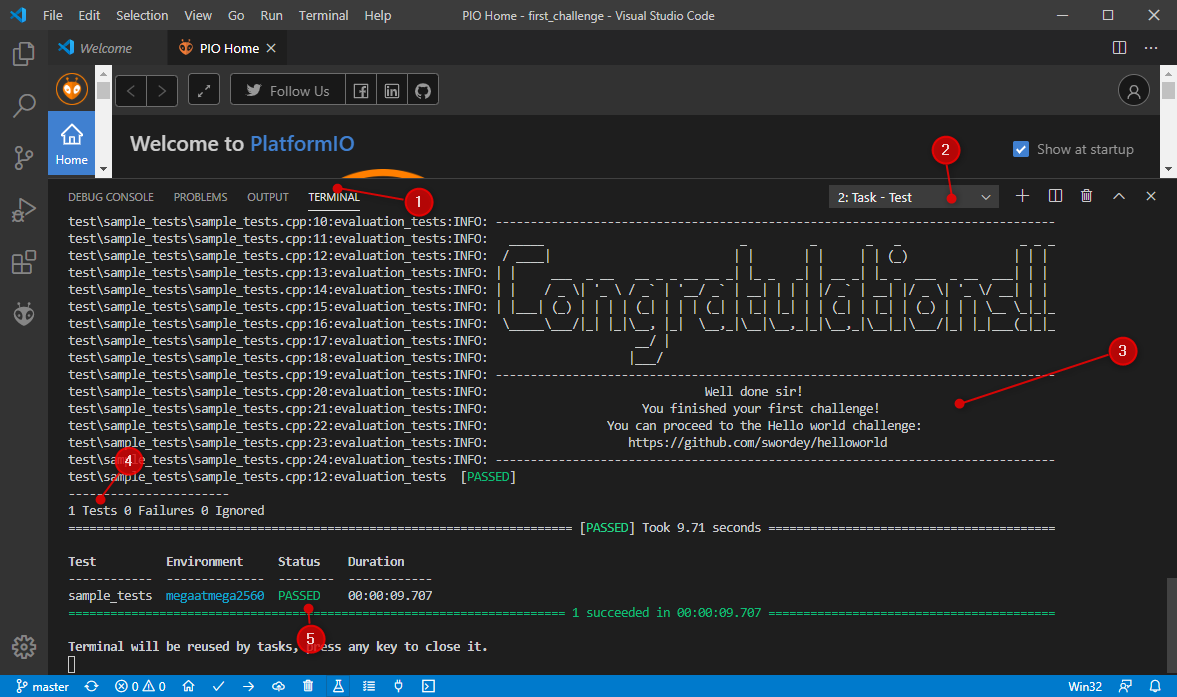 File Edit Selection View Go Run Terminal Help PIO Home - first_challenge - Visual Studio Code
Welcome PIO Home
Follow Us
Home
Welcome to PlatformIO
Show at startup
2
DEBUG CONSOLE PROBLEMS OUTPUT TERMINAL 2: Task - Test
1
test\sample_tests\sample_tests.cpp:10:evaluation_tests:INFO: --------------------------------------------------------------------------------
test\sample_tests\sample_tests.cpp:11:evaluation_tests:INFO:
test\sample_tests\sample_tests.cpp:12:evaluation_tests:INFO:
test\sample_tests\sample_tests.cpp:13:evaluation_tests:INFO:
test\sample_tests\sample_tests.cpp:14:evaluation_tests:INFO: Congratulations!
test\sample_tests\sample_tests.cpp:15:evaluation_tests:INFO:
test\sample_tests\sample_tests.cpp:16:evaluation_tests:INFO:
test\sample_tests\sample_tests.cpp:17:evaluation_tests:INFO:
test\sample_tests\sample_tests.cpp:18:evaluation_tests:INFO:
3
test\sample_tests\sample_tests.cpp:19:evaluation_tests:INFO: --------------------------------------------------------------------------------
test\sample_tests\sample_tests.cpp:20:evaluation_tests:INFO: Well done sir!
test\sample_tests\sample_tests.cpp:21:evaluation_tests:INFO: You finished your first challenge!
test\sample_tests\sample_tests.cpp:22:evaluation_tests:INFO: You can proceed to the Hello world challenge:
test\sample_tests\sample_tests.cpp:23:evaluation_tests:INFO: https://github.com/swordey/helloworld
test\sample_tests\sample_tests.cpp:24:evaluation_tests:INFO: --------------------------------------------------------------------------------
4
test\sample_tests\sample_tests.cpp:12:evaluation_tests [PASSED]
-----------------------
1 Tests 0 Failures 0 Ignored
======================================================================== [PASSED] Took 9.71 seconds =========================================
Test Environment Status Duration
------------ -------------- -------- ------------
sample_tests megaatmega2560 PASSED 00:00:09.707
======================================================================= 1 succeeded in 00:00:09.707 =========================================
5
Terminal will be reused by tasks, press any key to close it.
master 0 0 Win32